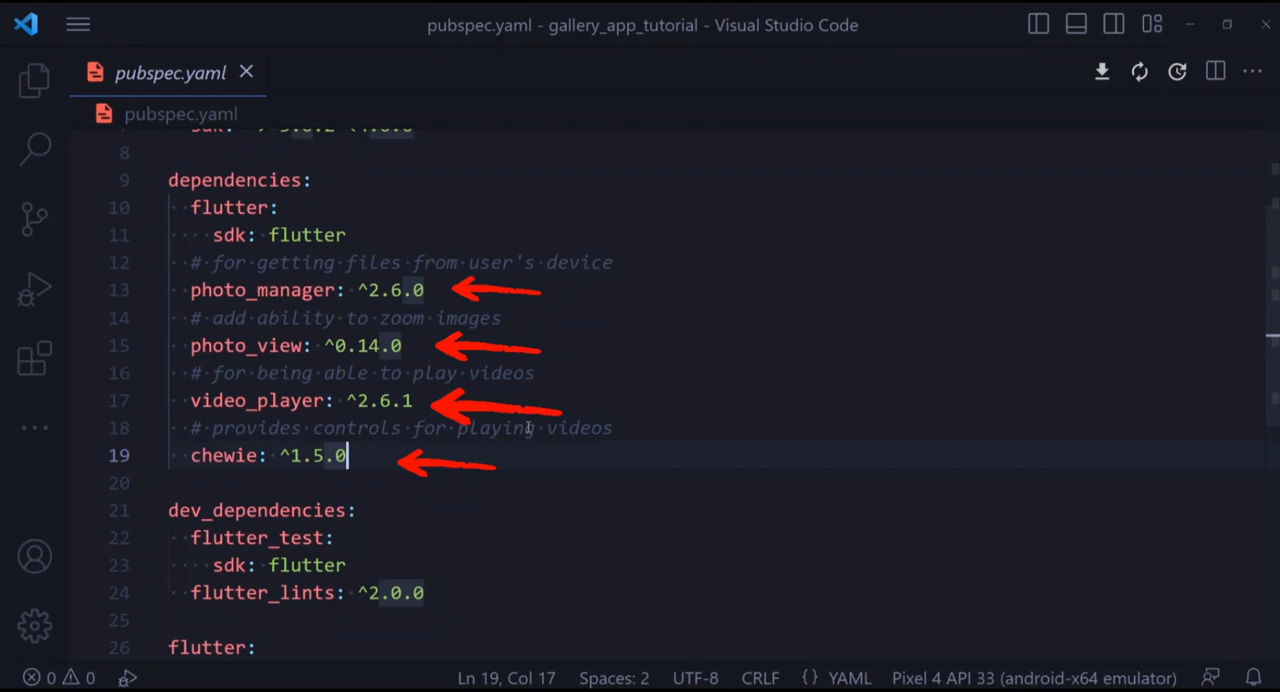 pubspec.yaml - gallery_app_tutorial - Visual Studio Code
pubspec.yaml
pubspec.yaml
8
9 dependencies:
10 flutter:
11 sdk: flutter
12 # for getting files from user's device
13 photo_manager: ^2.6.0
14 # add ability to zoom images
15 photo_view: ^0.14.0
16 # for being able to play videos
17 video_player: ^2.6.1
18 # provides controls for playing videos
19 chewie: ^1.5.0
20
21 dev_dependencies:
22 flutter_test:
23 sdk: flutter
24 flutter_lints: ^2.0.0
25
26 flutter:
0 0 Ln 19, Col 17 Spaces: 2 UTF-8 CRLF {} YAML Pixel 4 API 33 (android-x64 emulator)